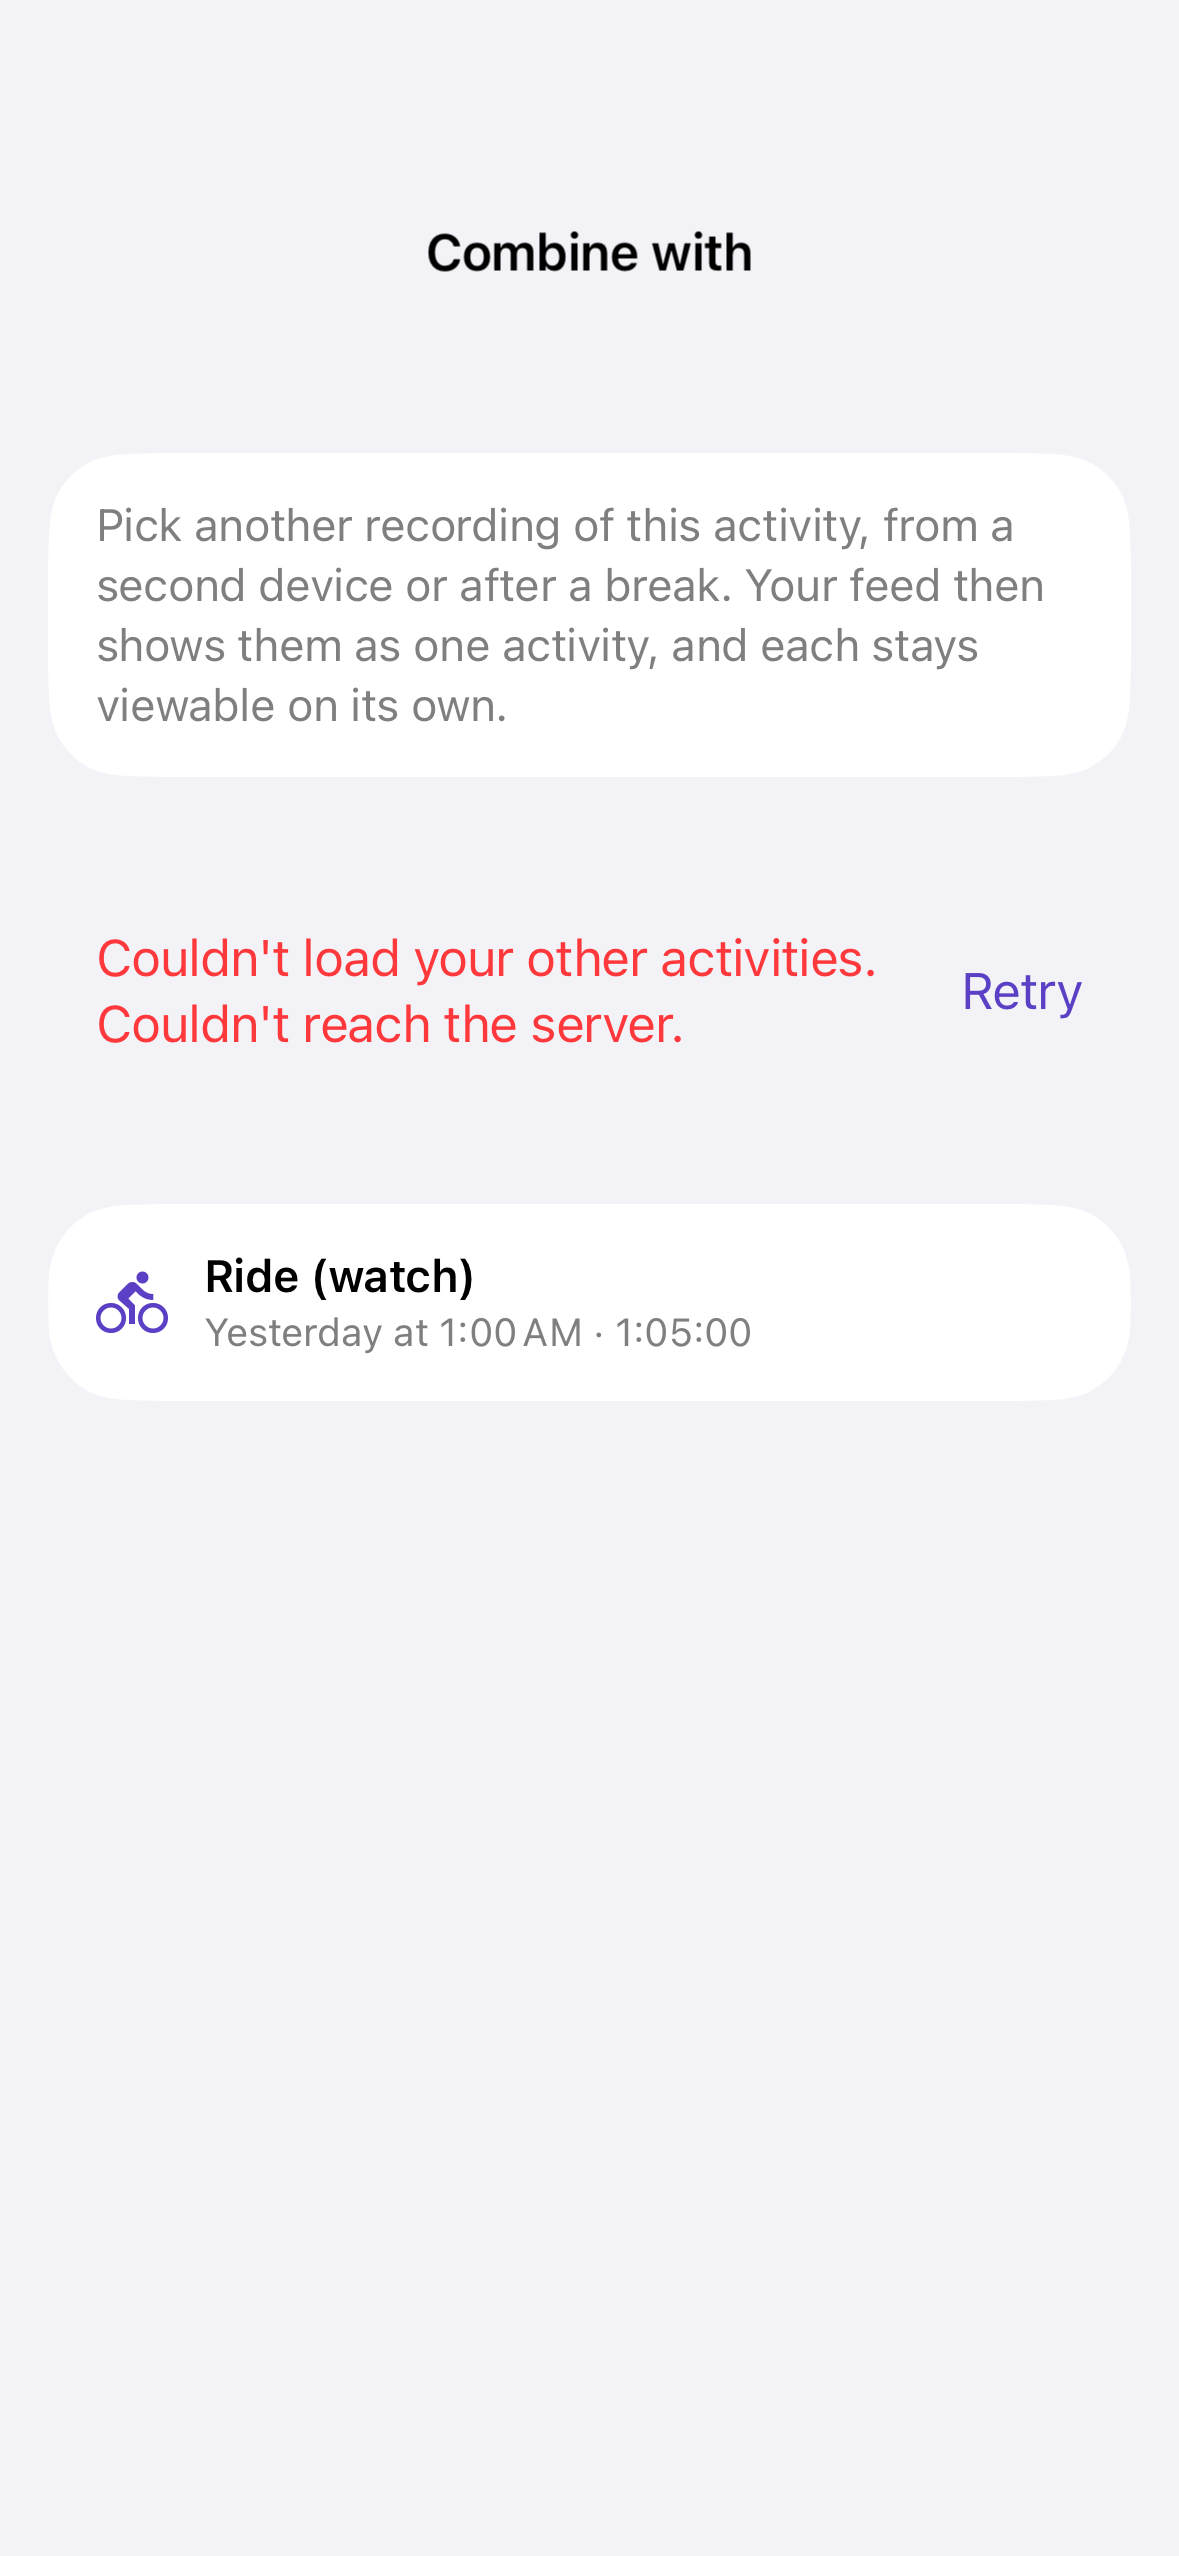 Combine with
Pick another recording of this activity, from a
second device or after a break. Your feed then
shows them as one activity, and each stays
viewable on its own.
Couldn't load your other activities.
Couldn't reach the server.
Retry
Ride (watch)
Yesterday at 1:00 AM · 1:05:00